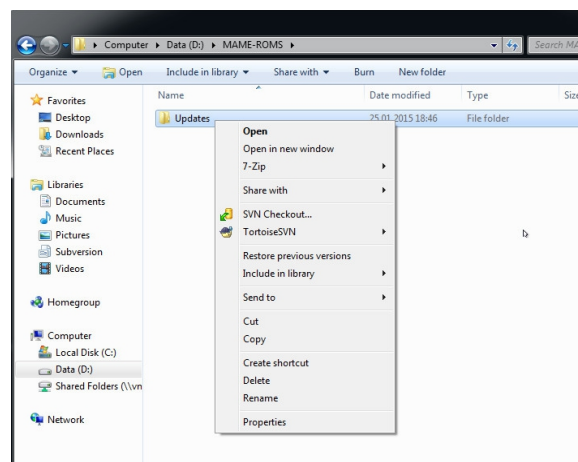 Computer ▸ Data (D:) ▸ MAME-ROMS ▸
Search MA
Organize
Open
Include in library
Share with
Burn
New folder
Name
Date modified
Type
Size
Favorites
Desktop
Downloads
Recent Places
Libraries
Documents
Music
Pictures
Subversion
Videos
Homegroup
Computer
Local Disk (C:)
Data (D:)
Shared Folders (\\vn
Network
Updates
25.01.2015 18:46
File folder
Open
Open in new window
7-Zip
Share with
SVN Checkout...
TortoiseSVN
Restore previous versions
Include in library
Send to
Cut
Copy
Create shortcut
Delete
Rename
Properties